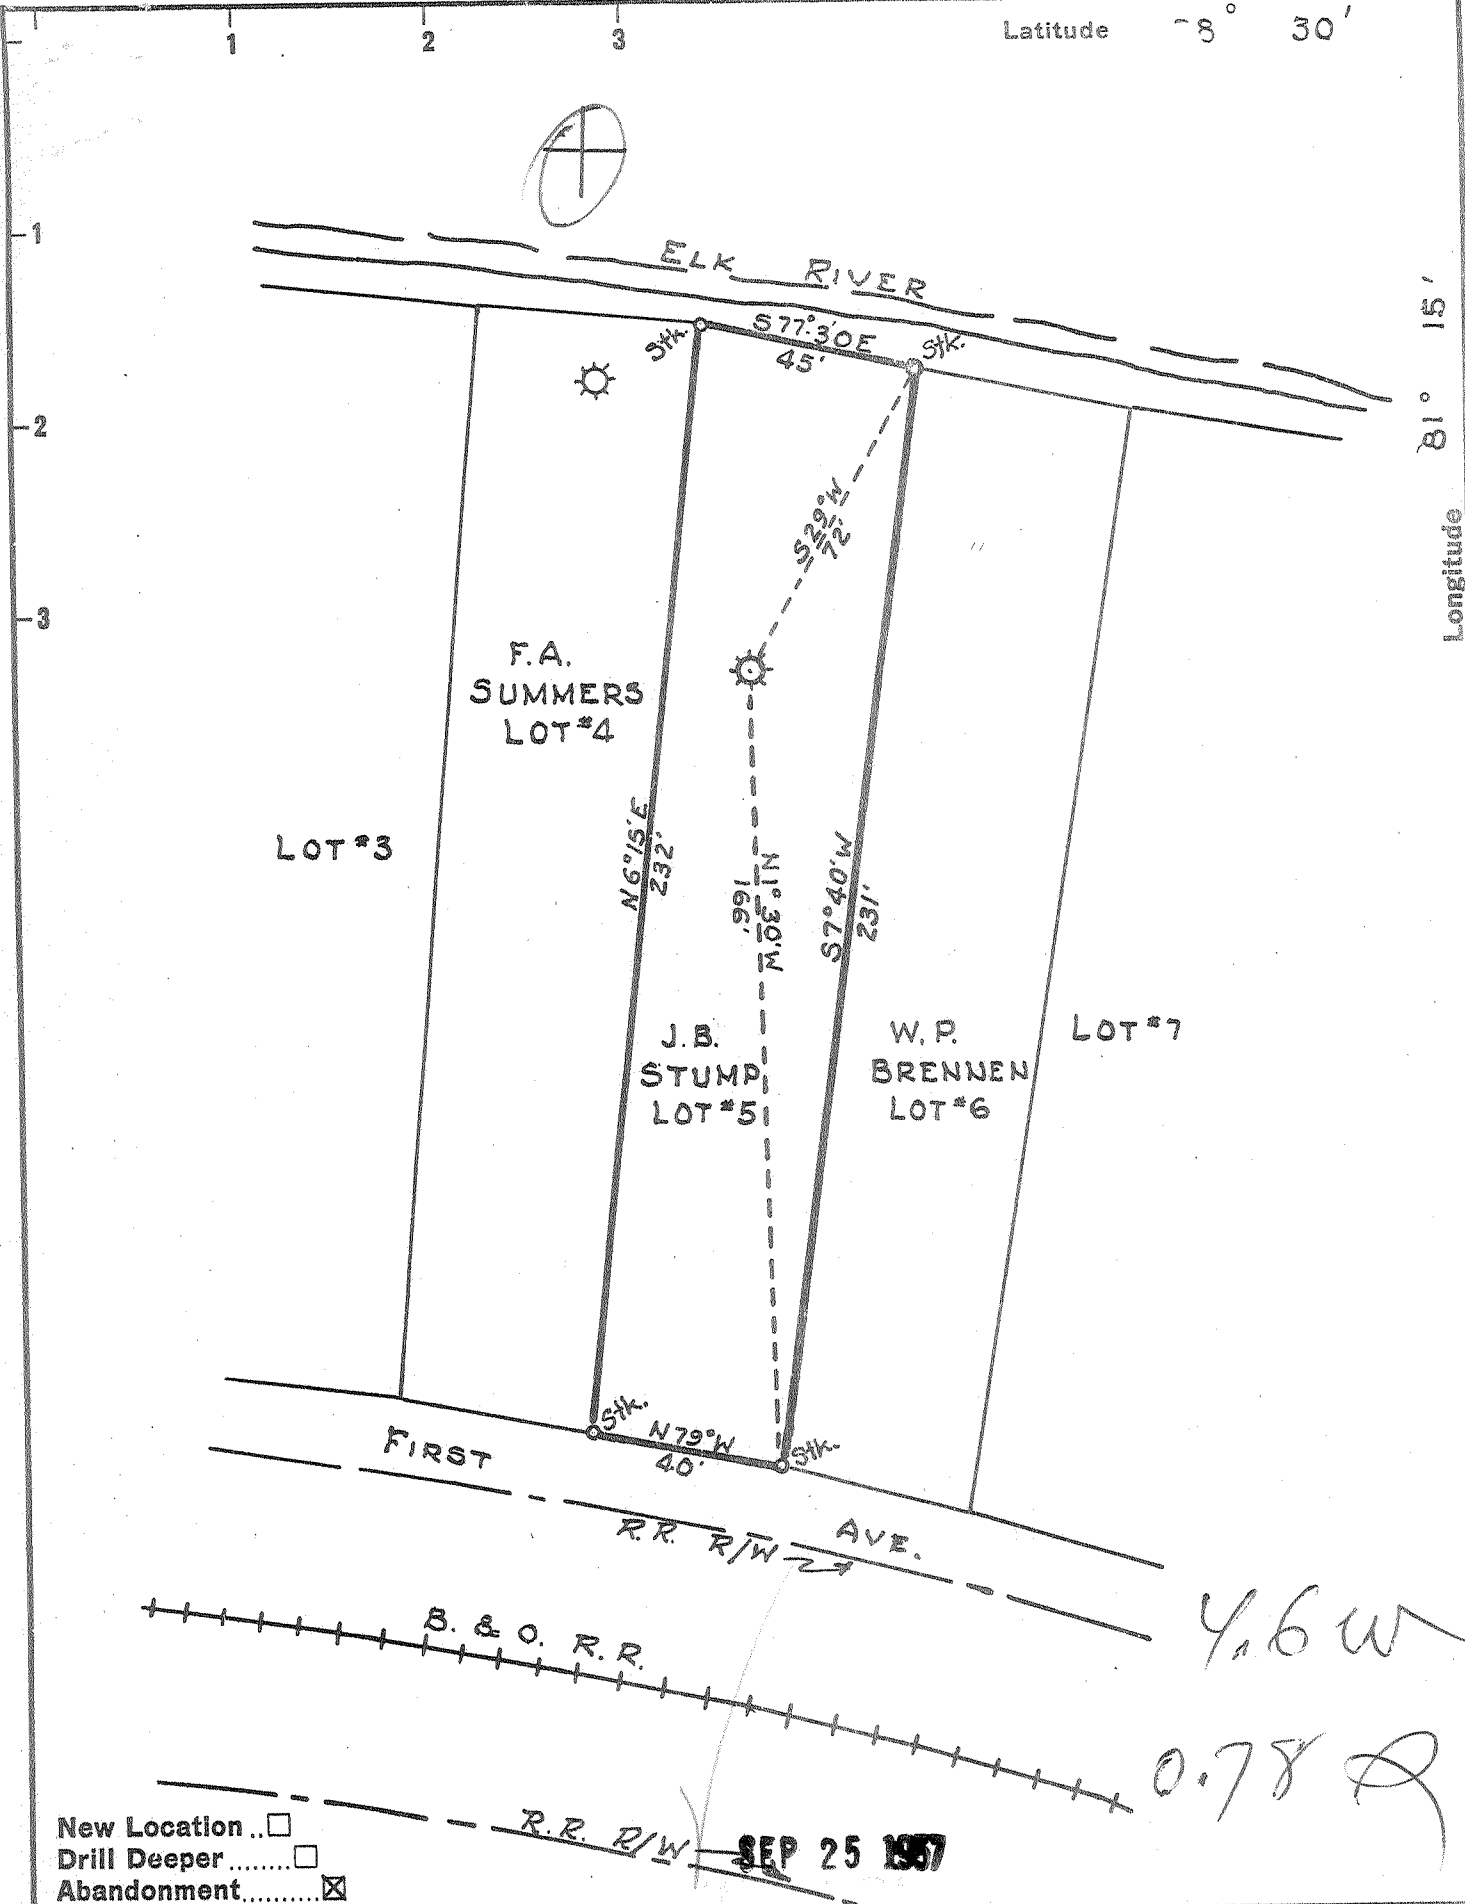 1 2 3
Latitude -8° 30'
1
2
3
ELK RIVER
81° 15'
Longitude
Stk.
S77°30E
45'
Stk.
S29°W
72'
F.A.
SUMMERS
LOT #4
LOT #3
N6°15'E
232'
N1°30'W
166'
S7°40'W
231'
J.B.
STUMP
LOT #5
W.P.
BRENNEN
LOT #6
LOT #7
Stk.
N79°W
40'
Stk.
FIRST AVE.
R.R. R/W
B. & O. R.R.
4.6 W
0.78
R.R. R/W
New Location ..☐
Drill Deeper........☐
Abandonment..........☒
SEP 25 1957